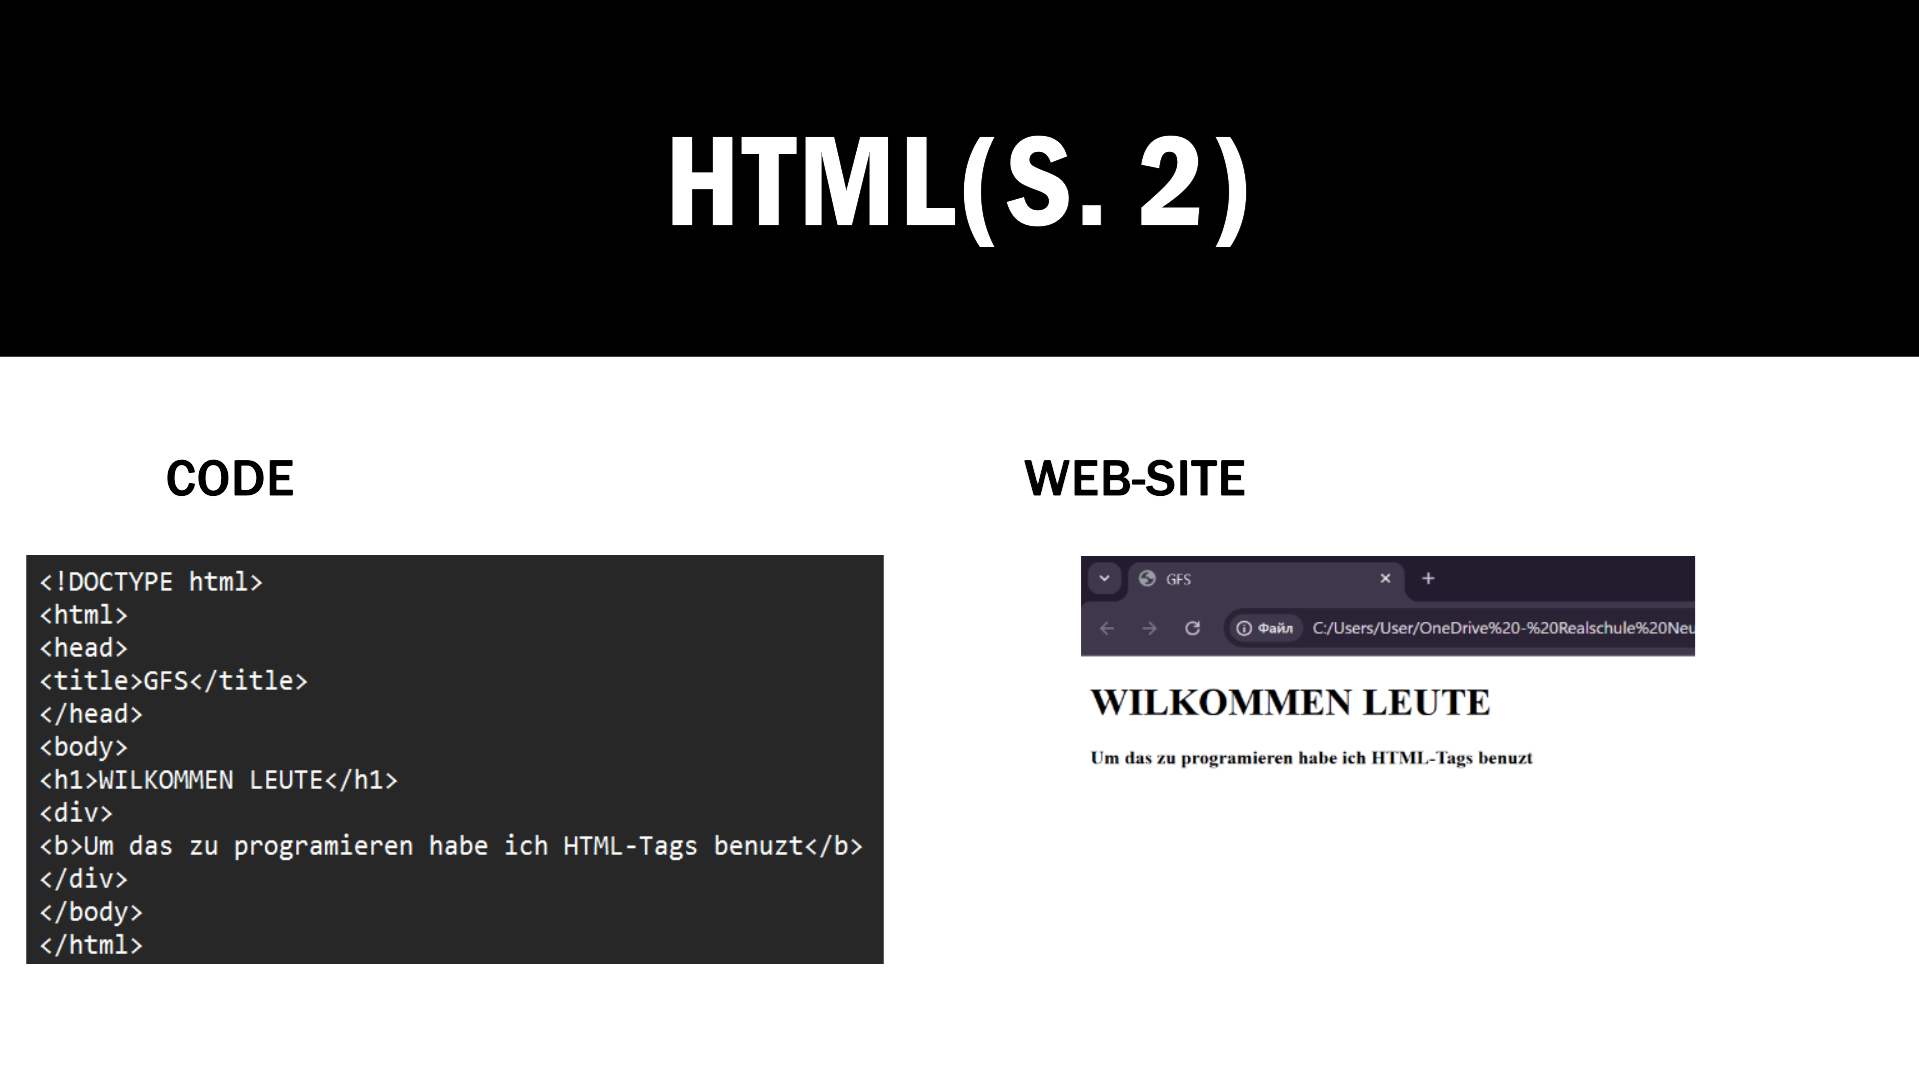 HTML(S. 2)
CODE
<!DOCTYPE html>
<html>
<head>
<title>GFS</title>
</head>
<body>
<h1>WILKOMMEN LEUTE</h1>
<div>
<b>Um das zu programieren habe ich HTML-Tags benuzt</b>
</div>
</body>
</html>
WEB-SITE
GFS
Файл C:/Users/User/OneDrive%20-%20Realschule%20Neu
WILKOMMEN LEUTE
Um das zu programieren habe ich HTML-Tags benuzt